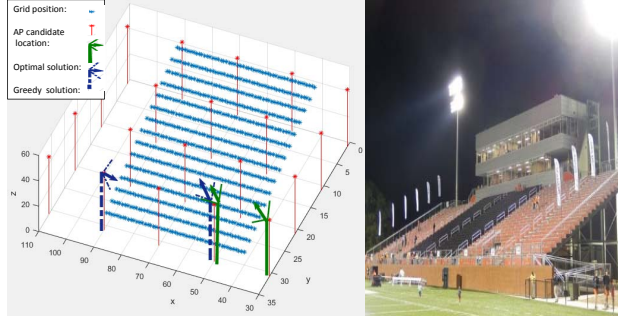 Grid position:
AP candidate
location:
Optimal solution:
Greedy solution:
60
40
20
0
z
110
100
90
80
70
60
50
40
30
x
0
5
10
15
20
25
30
35
y